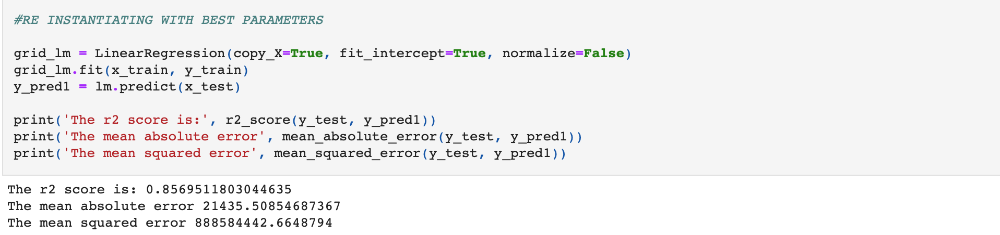 #RE INSTANTIATING WITH BEST PARAMETERS
grid_lm = LinearRegression(copy_X=True, fit_intercept=True, normalize=False)
grid_lm.fit(x_train, y_train)
y_pred1 = lm.predict(x_test)
print('The r2 score is:', r2_score(y_test, y_pred1))
print('The mean absolute error', mean_absolute_error(y_test, y_pred1))
print('The mean squared error', mean_squared_error(y_test, y_pred1))
The r2 score is: 0.8569511803044635
The mean absolute error 21435.50854687367
The mean squared error 888584442.6648794